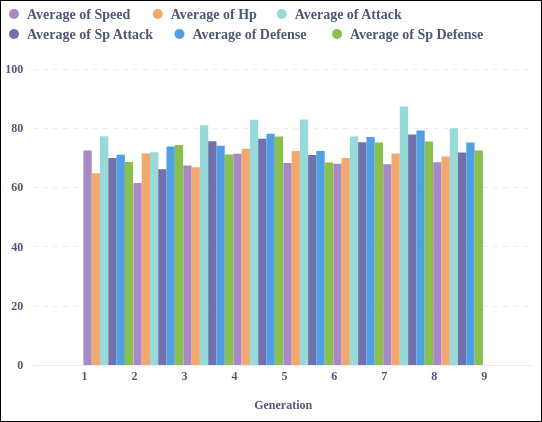 Average of Speed Average of Hp Average of Attack
Average of Sp Attack Average of Defense Average of Sp Defense
100
80
60
40
20
0
1 2 3 4 5 6 7 8 9
Generation